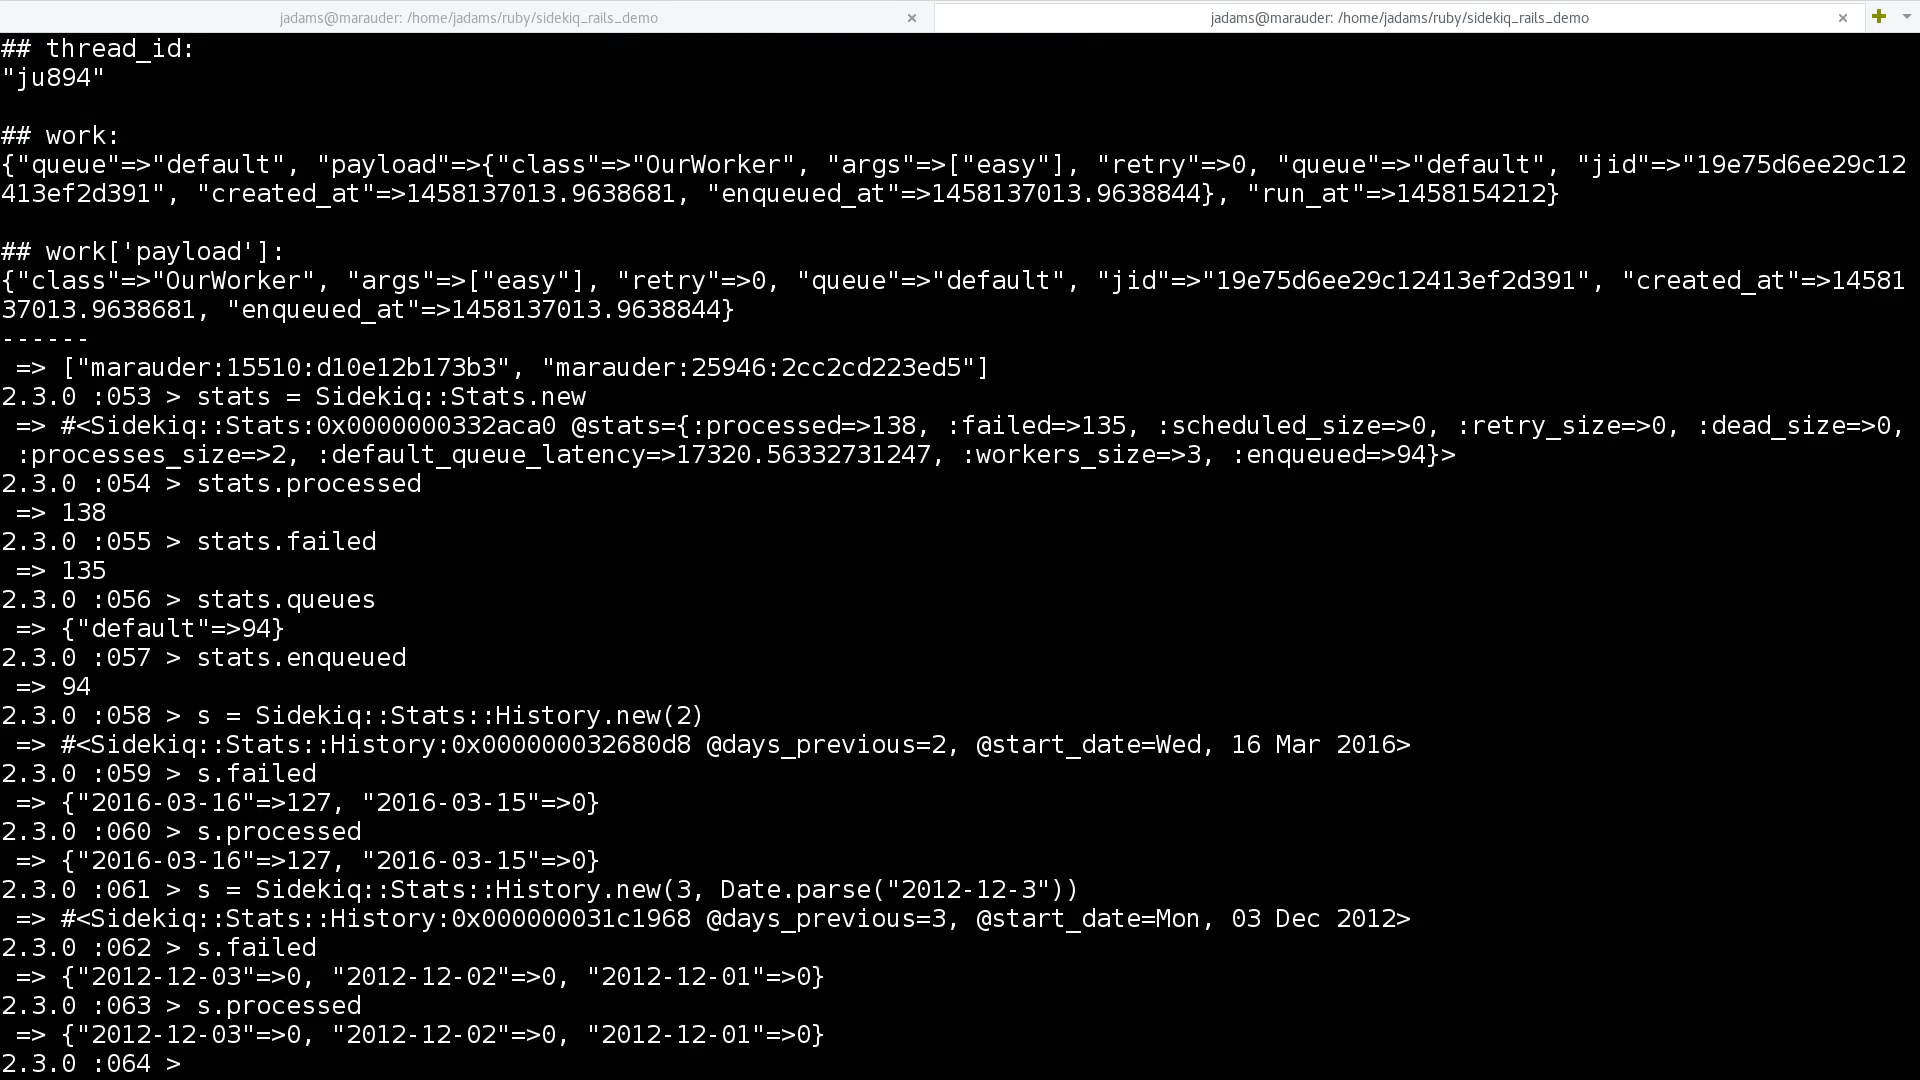 jadams@marauder: /home/jadams/ruby/sidekiq_rails_demo × jadams@marauder: /home/jadams/ruby/sidekiq_rails_demo ×
## thread_id:
"ju894"
## work:
{"queue"=>"default", "payload"=>{"class"=>"OurWorker", "args"=>["easy"], "retry"=>0, "queue"=>"default", "jid"=>"19e75d6ee29c12
413ef2d391", "created_at"=>1458137013.9638681, "enqueued_at"=>1458137013.9638844}, "run_at"=>1458154212}
## work['payload']:
{"class"=>"OurWorker", "args"=>["easy"], "retry"=>0, "queue"=>"default", "jid"=>"19e75d6ee29c12413ef2d391", "created_at"=>14581
37013.9638681, "enqueued_at"=>1458137013.9638844}
------
=> ["marauder:15510:d10e12b173b3", "marauder:25946:2cc2cd223ed5"]
2.3.0 :053 > stats = Sidekiq::Stats.new
=> #<Sidekiq::Stats:0x0000000332aca0 @stats={:processed=>138, :failed=>135, :scheduled_size=>0, :retry_size=>0, :dead_size=>0,
:processes_size=>2, :default_queue_latency=>17320.56332731247, :workers_size=>3, :enqueued=>94}>
2.3.0 :054 > stats.processed
=> 138
2.3.0 :055 > stats.failed
=> 135
2.3.0 :056 > stats.queues
=> {"default"=>94}
2.3.0 :057 > stats.enqueued
=> 94
2.3.0 :058 > s = Sidekiq::Stats::History.new(2)
=> #<Sidekiq::Stats::History:0x000000032680d8 @days_previous=2, @start_date=Wed, 16 Mar 2016>
2.3.0 :059 > s.failed
=> {"2016-03-16"=>127, "2016-03-15"=>0}
2.3.0 :060 > s.processed
=> {"2016-03-16"=>127, "2016-03-15"=>0}
2.3.0 :061 > s = Sidekiq::Stats::History.new(3, Date.parse("2012-12-3"))
=> #<Sidekiq::Stats::History:0x000000031c1968 @days_previous=3, @start_date=Mon, 03 Dec 2012>
2.3.0 :062 > s.failed
=> {"2012-12-03"=>0, "2012-12-02"=>0, "2012-12-01"=>0}
2.3.0 :063 > s.processed
=> {"2012-12-03"=>0, "2012-12-02"=>0, "2012-12-01"=>0}
2.3.0 :064 >